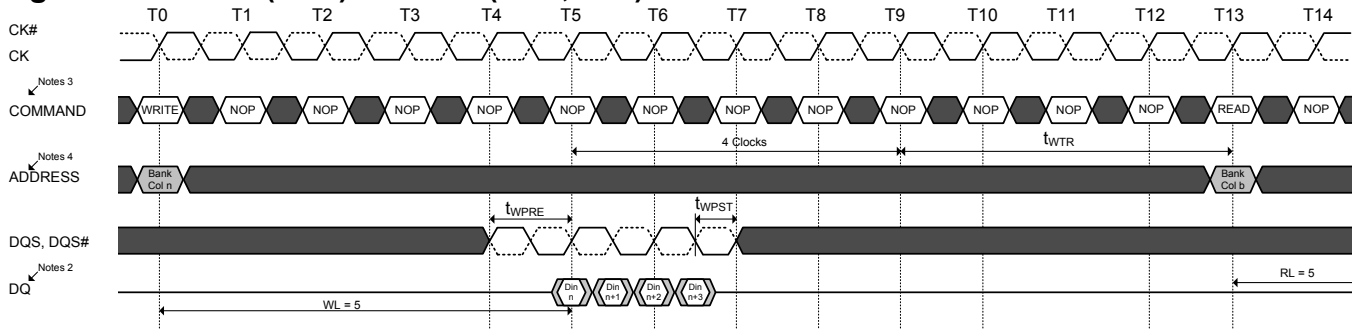 T0 T1 T2 T3 T4 T5 T6 T7 T8 T9 T10 T11 T12 T13 T14
CK#
CK
Notes 3
COMMAND
WRITE NOP NOP NOP NOP NOP NOP NOP NOP NOP NOP NOP NOP READ NOP
4 Clocks
tWTR
Notes 4
ADDRESS
Bank
Col n
Bank
Col b
tWPRE
tWPST
DQS, DQS#
Notes 2
DQ
Din
n
Din
n+1
Din
n+2
Din
n+3
RL = 5
WL = 5